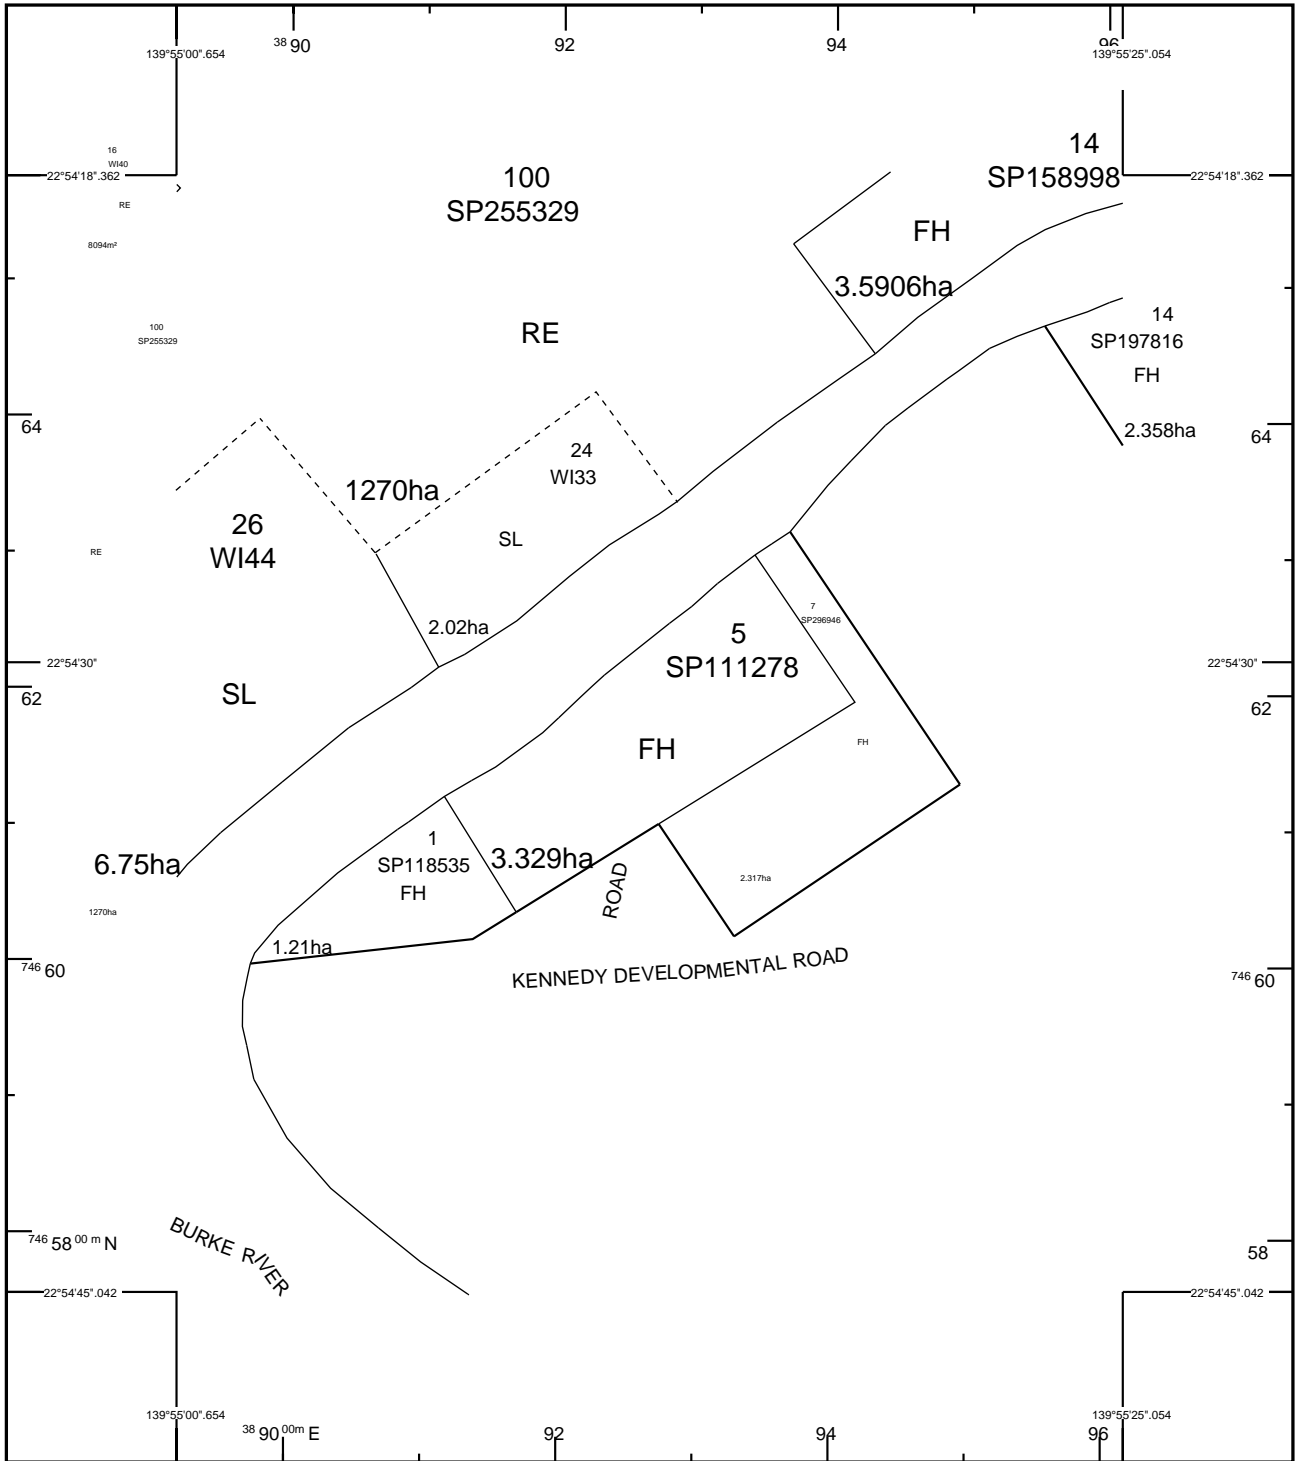 38 90
92
94
96
139°55'00".654
139°55'25".054
16
WI40
22°54'18".362
22°54'18".362
RE
8094m²
100
SP255329
100
SP255329
RE
14
SP158998
FH
3.5906ha
14
SP197816
FH
2.358ha
64
64
24
WI33
1270ha
SL
2.02ha
26
WI44
SL
RE
7
SP296946
5
SP111278
FH
22°54'30"
22°54'30"
62
62
FH
1
SP118535
FH
3.329ha
6.75ha
1270ha
2.317ha
ROAD
1.21ha
KENNEDY DEVELOPMENTAL ROAD
746 60
746 60
BURKE RIVER
746 58 00 m N
58
22°54'45".042
22°54'45".042
139°55'00".654
139°55'25".054
38 90 00m E
92
94
96